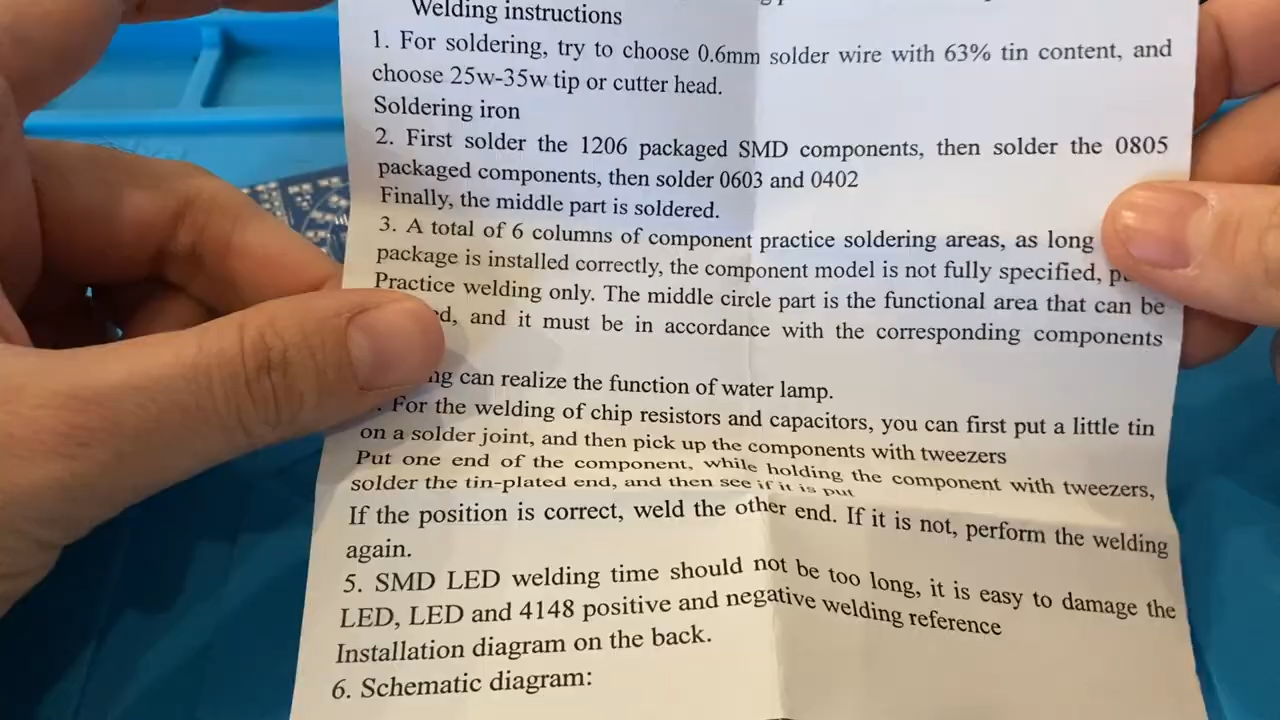 Welding instructions
1. For soldering, try to choose 0.6mm solder wire with 63% tin content, and
choose 25w-35w tip or cutter head.
Soldering iron
2. First solder the 1206 packaged SMD components, then solder the 0805
packaged components, then solder 0603 and 0402
Finally, the middle part is soldered.
3. A total of 6 columns of component practice soldering areas, as long
package is installed correctly, the component model is not fully specified,
Practice welding only. The middle circle part is the functional area that can be
and it must be in accordance with the corresponding components
can realize the function of water lamp.
For the welding of chip resistors and capacitors, you can first put a little tin
on a solder joint, and then pick up the components with tweezers
Put one end of the component, while holding the component with tweezers,
solder the tin-plated end, and then see if it is put
If the position is correct, weld the other end. If it is not, perform the welding
again.
5. SMD LED welding time should not be too long, it is easy to damage the
LED, LED and 4148 positive and negative welding reference
Installation diagram on the back.
6. Schematic diagram: